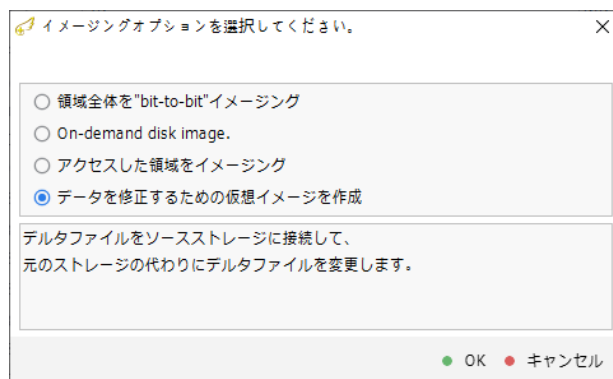 イメージングオプションを選択してください。
領域全体を"bit-to-bit"イメージング
On-demand disk image.
アクセスした領域をイメージング
データを修正するための仮想イメージを作成
デルタファイルをソースストレージに接続して、
元のストレージの代わりにデルタファイルを変更します。
OK キャンセル